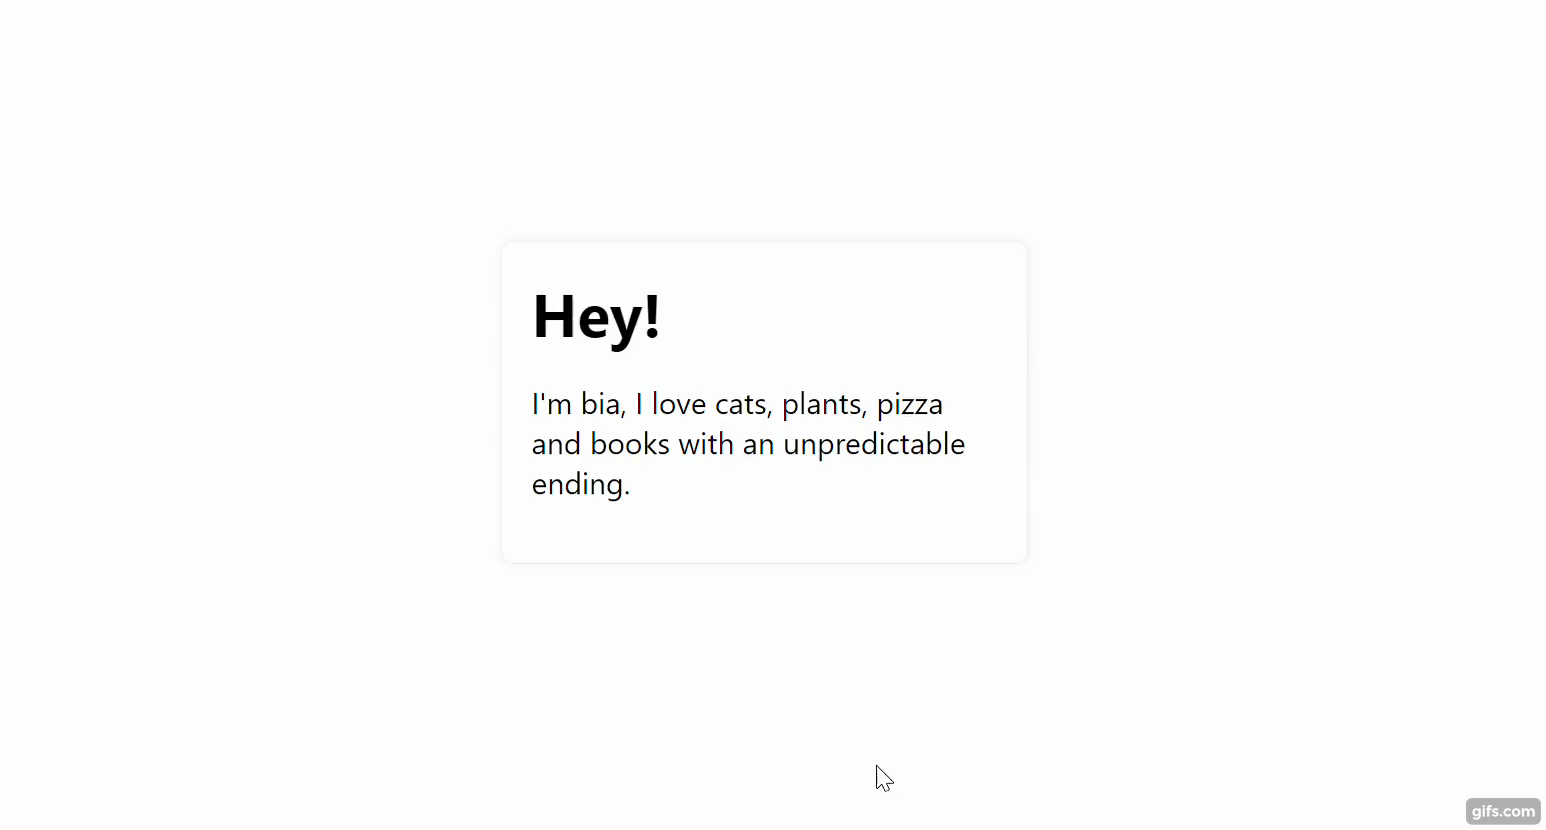 Hey!
I'm bia, I love cats, plants, pizza
and books with an unpredictable
ending.
gifs.com